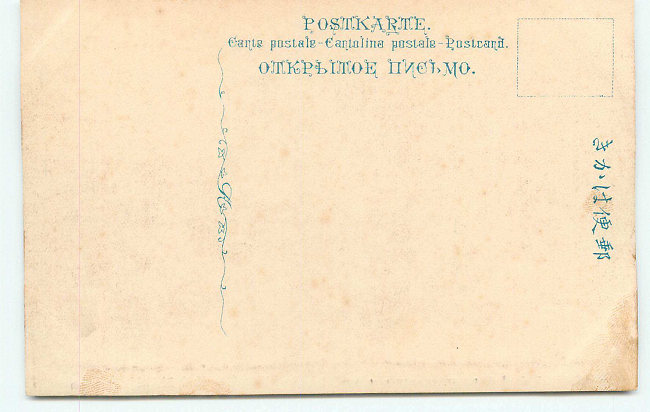 POSTKARTE.
Carte postale-Cartolina postale-Postcard.
ОТКРЫТОЕ ПИСЬМО.
きかは便郵